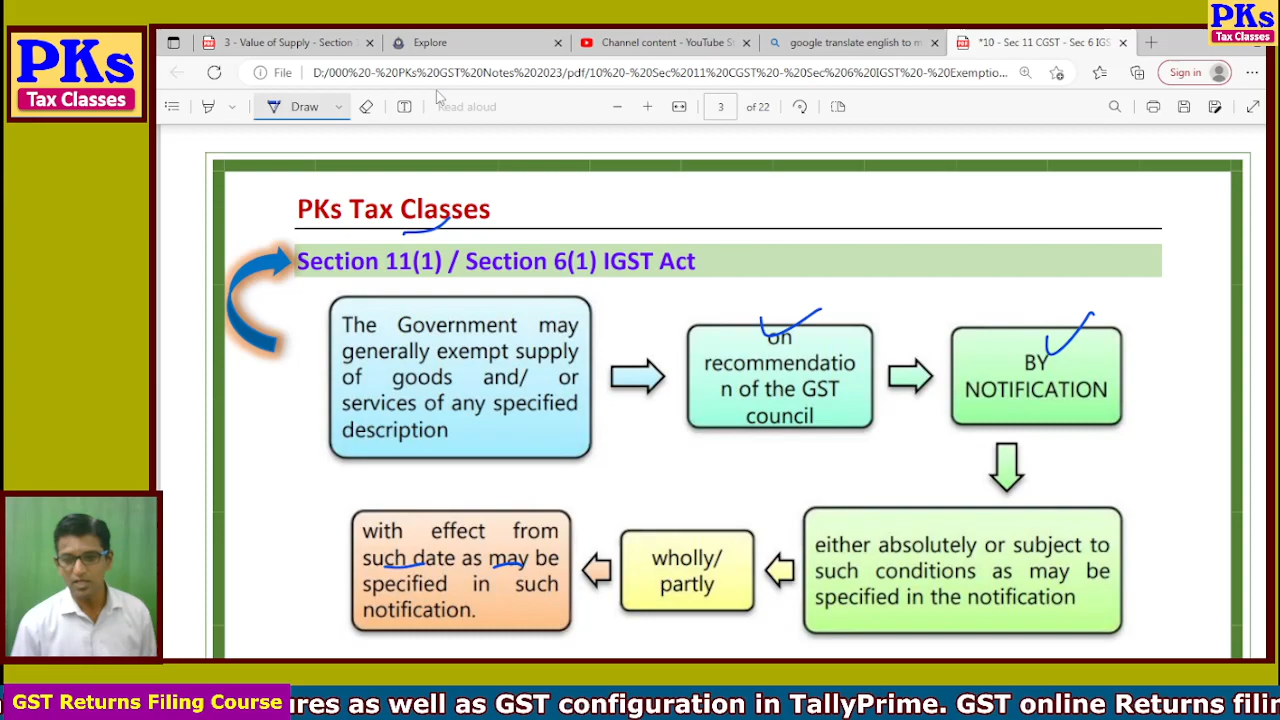 PKs
Tax Classes
PKs
Tax Classes
3 - Value of Supply - Section
Explore
Channel content - YouTube S
google translate english to m
*10 - Sec 11 CGST - Sec 6 IGS
File
D:/000%20-%20PKs%20GST%20Notes%202023/pdf/10%20-%20Sec%2011%20CGST%20-%20Sec%206%20IGST%20-%20Exemptio...
Sign in
Draw
Read aloud
3
of 22
PKs Tax Classes
Section 11(1) / Section 6(1) IGST Act
The Government may
generally exempt supply
of goods and/ or
services of any specified
description
on
recommendatio
n of the GST
council
BY
NOTIFICATION
either absolutely or subject to
such conditions as may be
specified in the notification
wholly/
partly
with effect from
such date as may be
specified in such
notification.
GST Returns Filing Course
ures as well as GST configuration in TallyPrime. GST online Returns filin